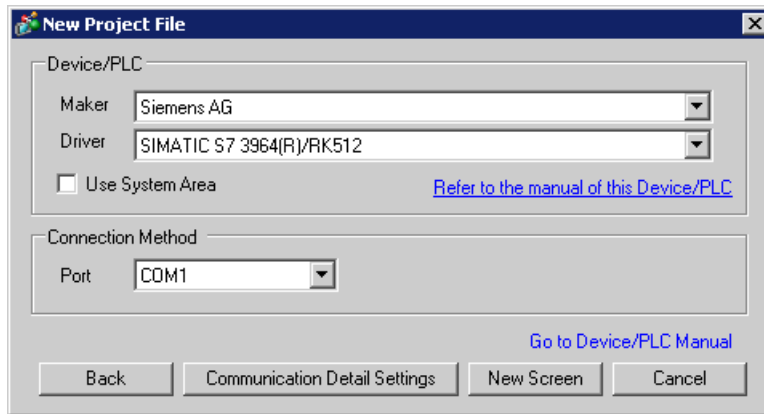 New Project File
Device/PLC
Maker Siemens AG
Driver SIMATIC S7 3964(R)/RK512
Use System Area Refer to the manual of this Device/PLC
Connection Method
Port COM1
Go to Device/PLC Manual
Back Communication Detail Settings New Screen Cancel